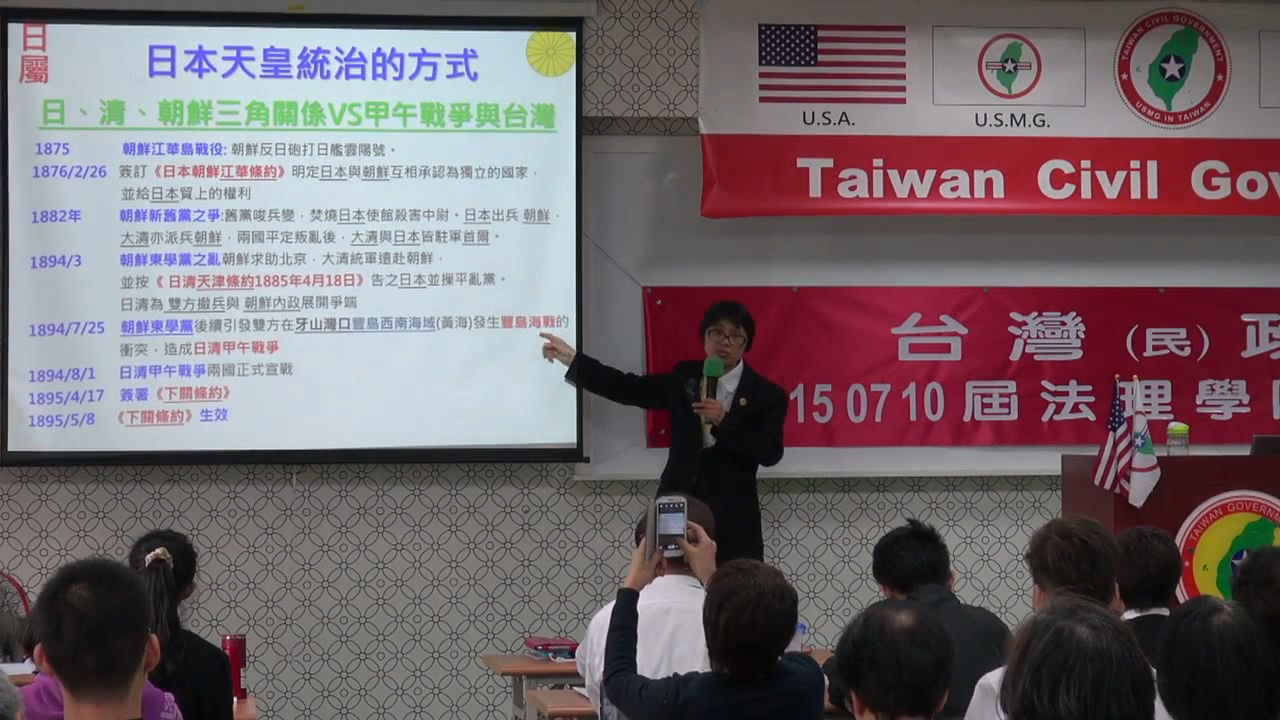 日屬
日本天皇統治的方式
日、清、朝鮮三角關係VS甲午戰爭與台灣
1875 朝鮮江華島戰役: 朝鮮反日砲打日艦雲陽號。
1876/2/26 簽訂《日本朝鮮江華條約》明定日本與朝鮮互相承認為獨立的國家，
並給日本貿上的權利
1882年 朝鮮新舊黨之爭:舊黨唆兵變，焚燒日本使館殺害中尉。日本出兵 朝鮮，
大清亦派兵朝鮮，兩國平定叛亂後，大清與日本皆駐軍首爾。
1894/3 朝鮮東學黨之亂朝鮮求助北京，大清統軍遠赴朝鮮，
並按《 日清天津條約1885年4月18日》告之日本並摷平亂黨。
日清為 雙方撤兵與 朝鮮內政展開爭端
1894/7/25 朝鮮東學黨後續引發雙方在牙山灣口豐島西南海域(黃海)發生豐島海戰的
衝突，造成日清甲午戰爭
1894/8/1 日清甲午戰爭兩國正式宣戰
1895/4/17 簽署《下關條約》
1895/5/8 《下關條約》生效
U.S.A.
U.S.M.G.
TAIWAN CIVIL GOVERNMENT
USMG IN TAIWAN
Taiwan Civil Gov
台灣(民)政
15 07 10 屆法理學
TAIWAN GOVERNMENT